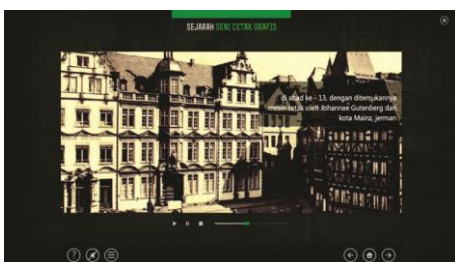 SEJARAH SENI CETAK GRAFIS
di abad ke - 13, dengan ditemukannya
mesin cetak oleh Johannae Gutenberg dari
kota Mainz, jerman